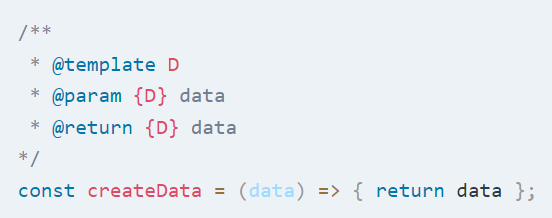 /**
 * @template D
 * @param {D} data
 * @return {D} data
*/
const createData = (data) => { return data };